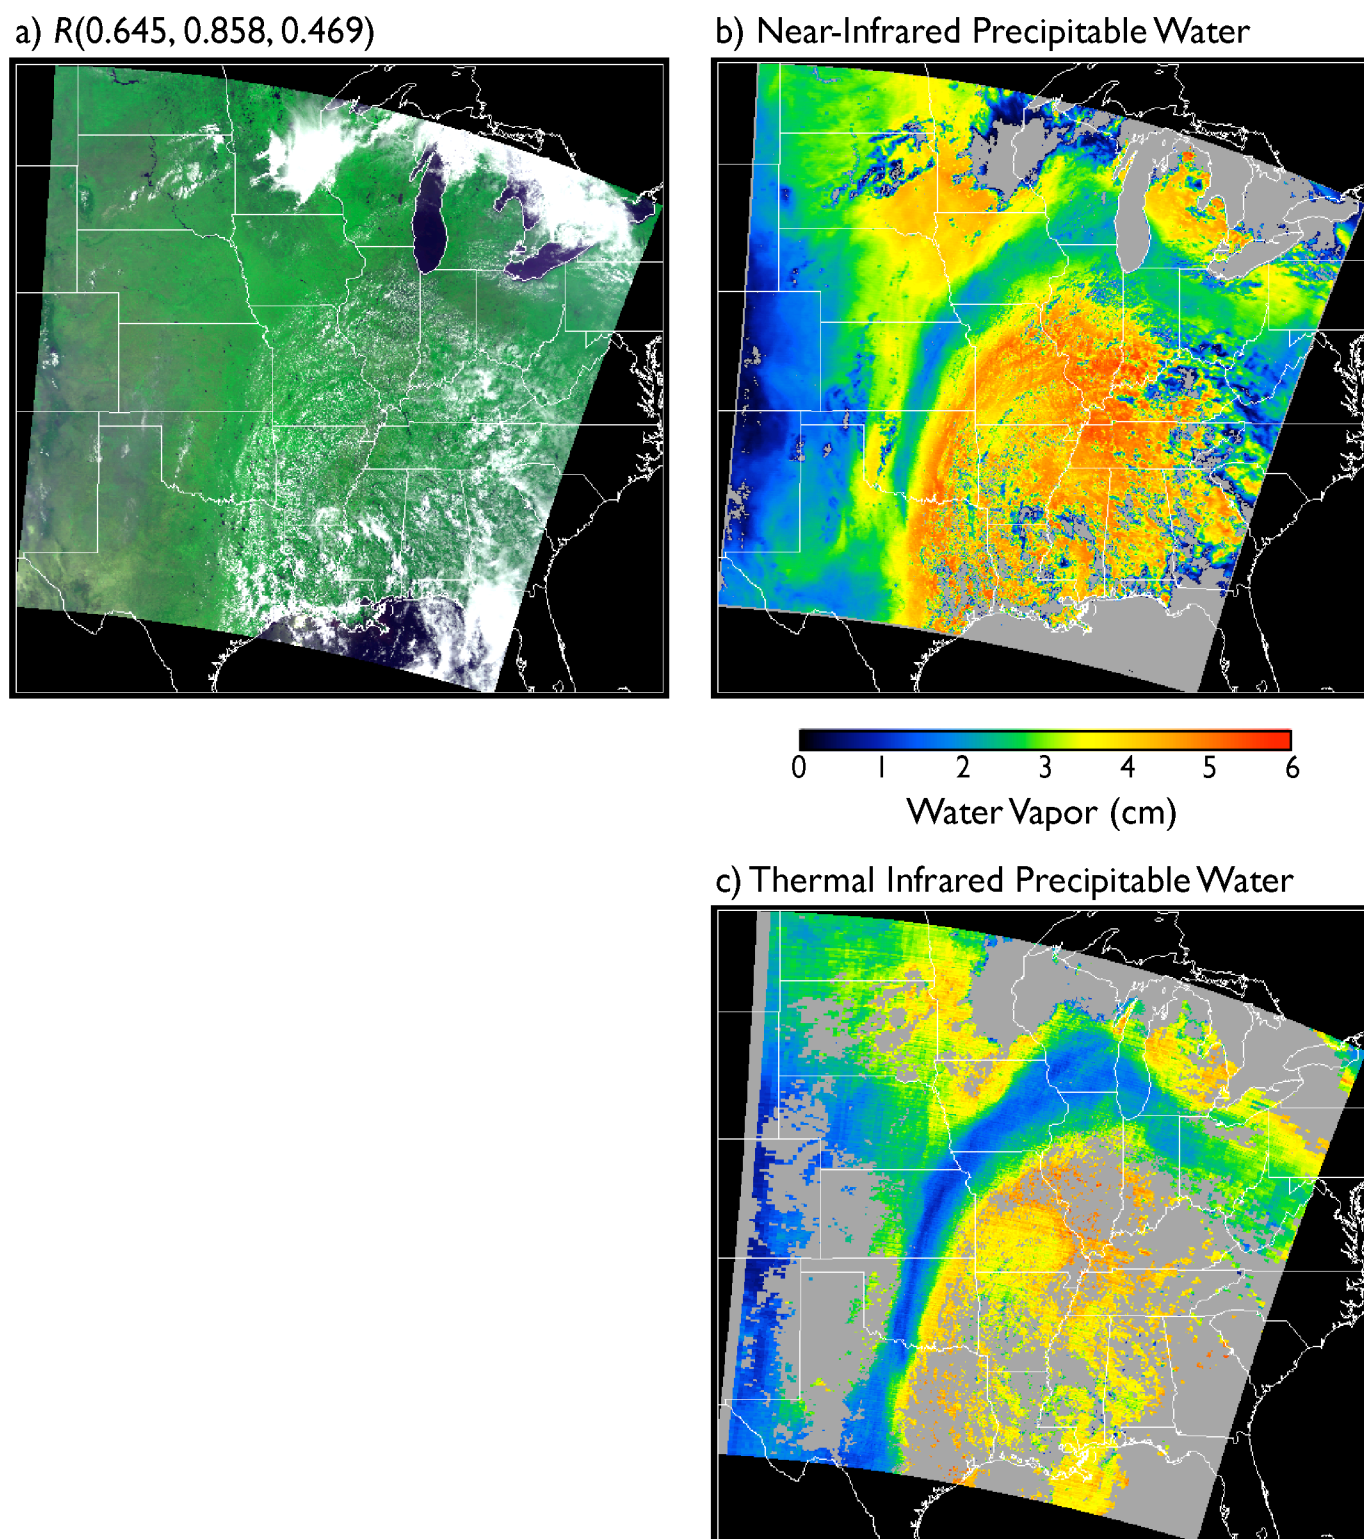 a) R(0.645, 0.858, 0.469)
b) Near-Infrared Precipitable Water
0 1 2 3 4 5 6
Water Vapor (cm)
c) Thermal Infrared Precipitable Water